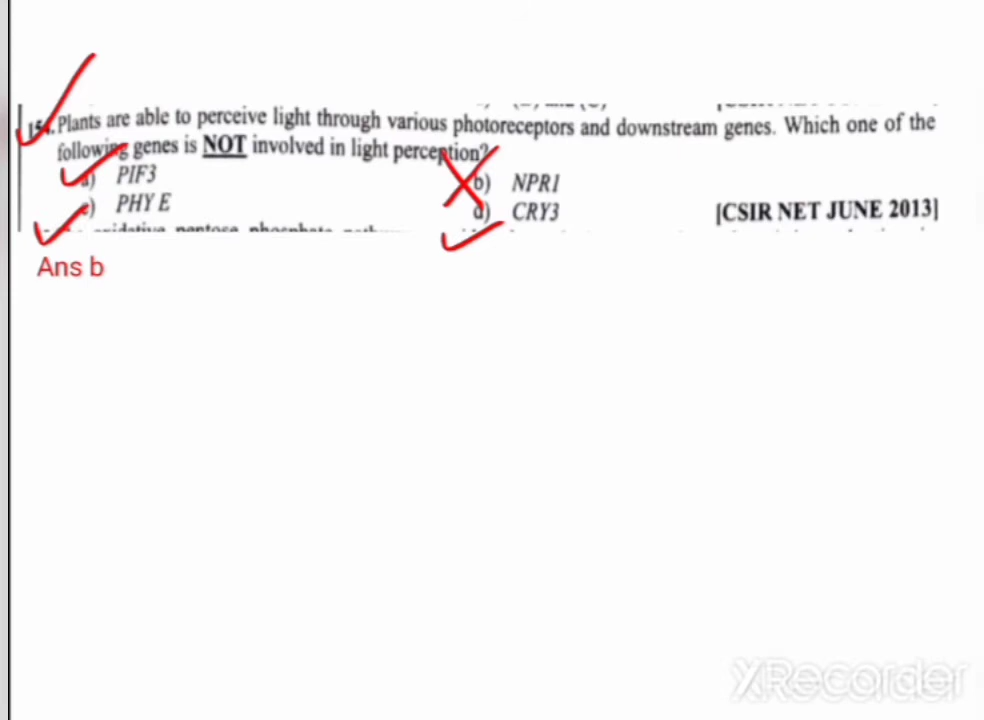 154. Plants are able to perceive light through various photoreceptors and downstream genes. Which one of the
following genes is NOT involved in light perception?
a) PIF3 b) NPR1
c) PHY E d) CRY3 [CSIR NET JUNE 2013]
Ans b
XRecorder